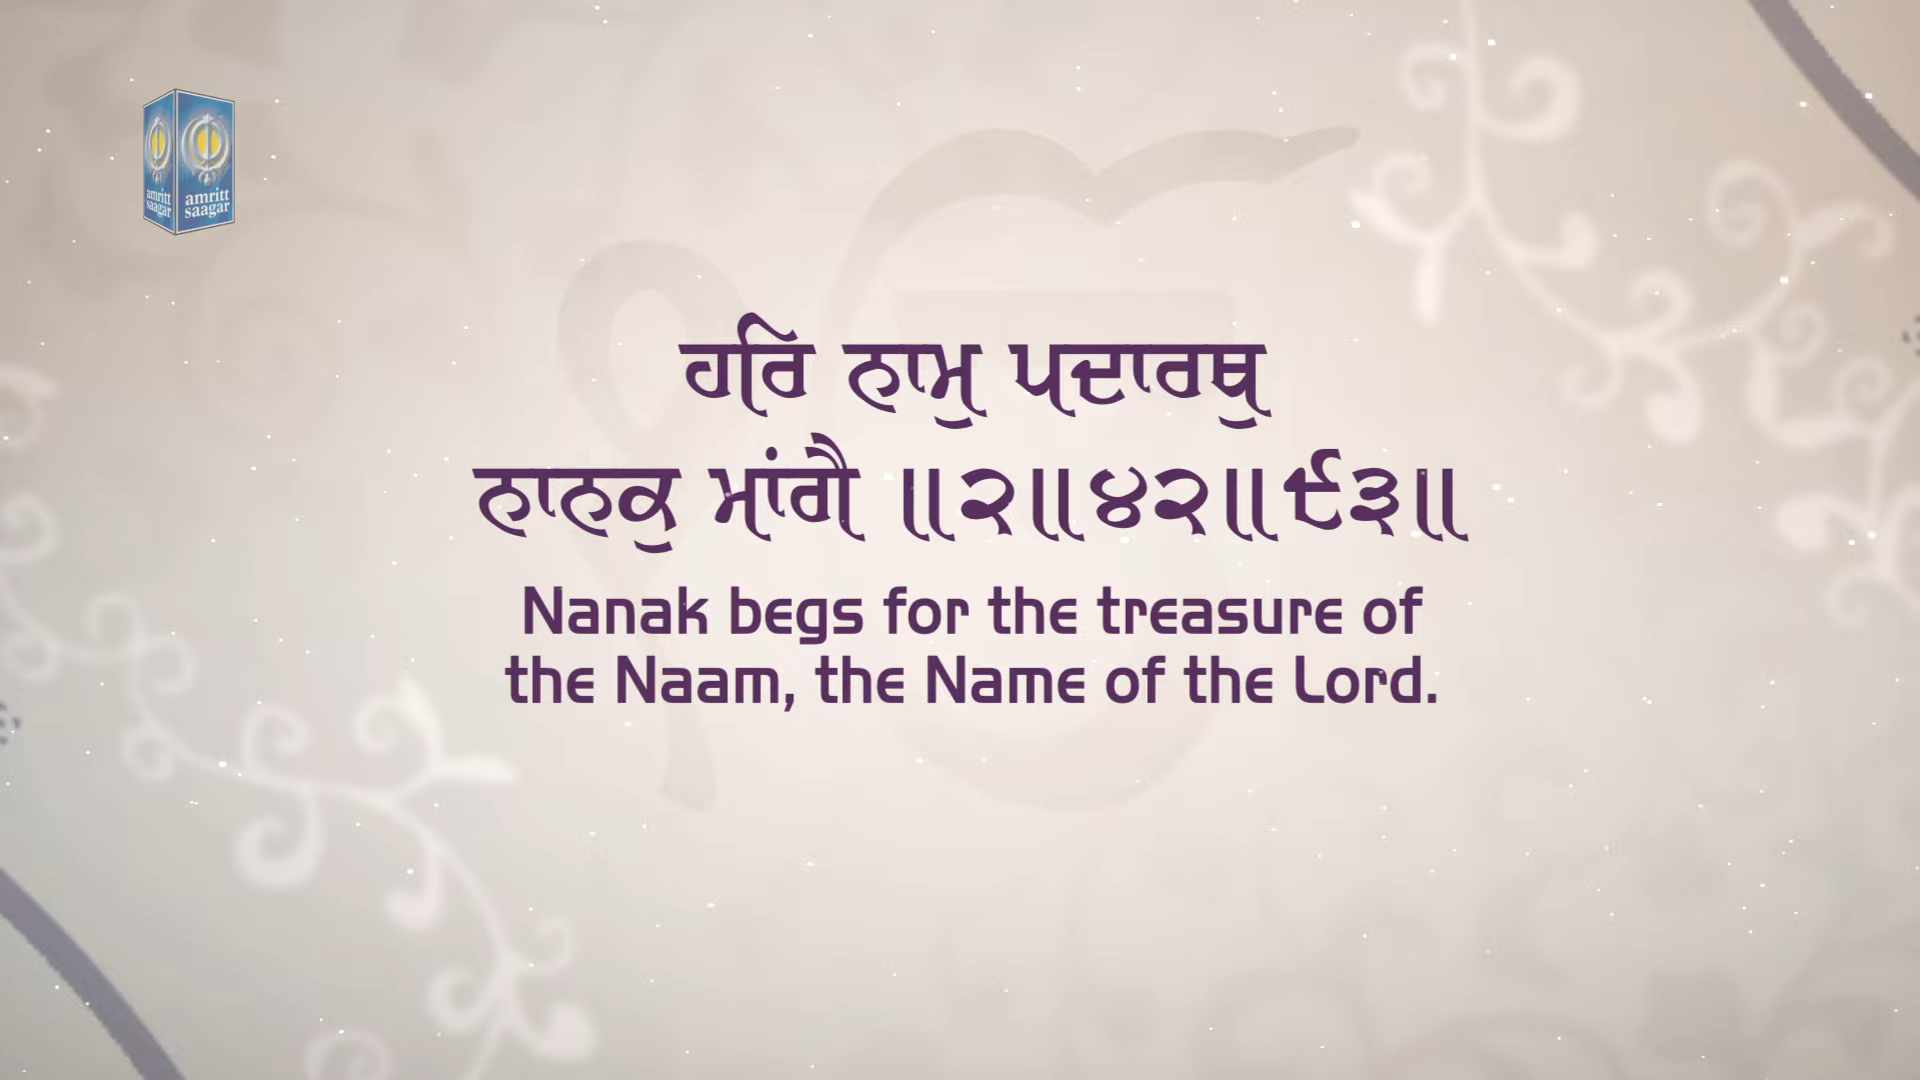 amritt
saagar
amritt
saagar
ਹਰਿ ਨਾਮੁ ਪਦਾਰਥੁ
ਨਾਨਕੁ ਮਾਂਗੈ ॥੨॥੪੨॥੯੩॥
Nanak begs for the treasure of
the Naam, the Name of the Lord.